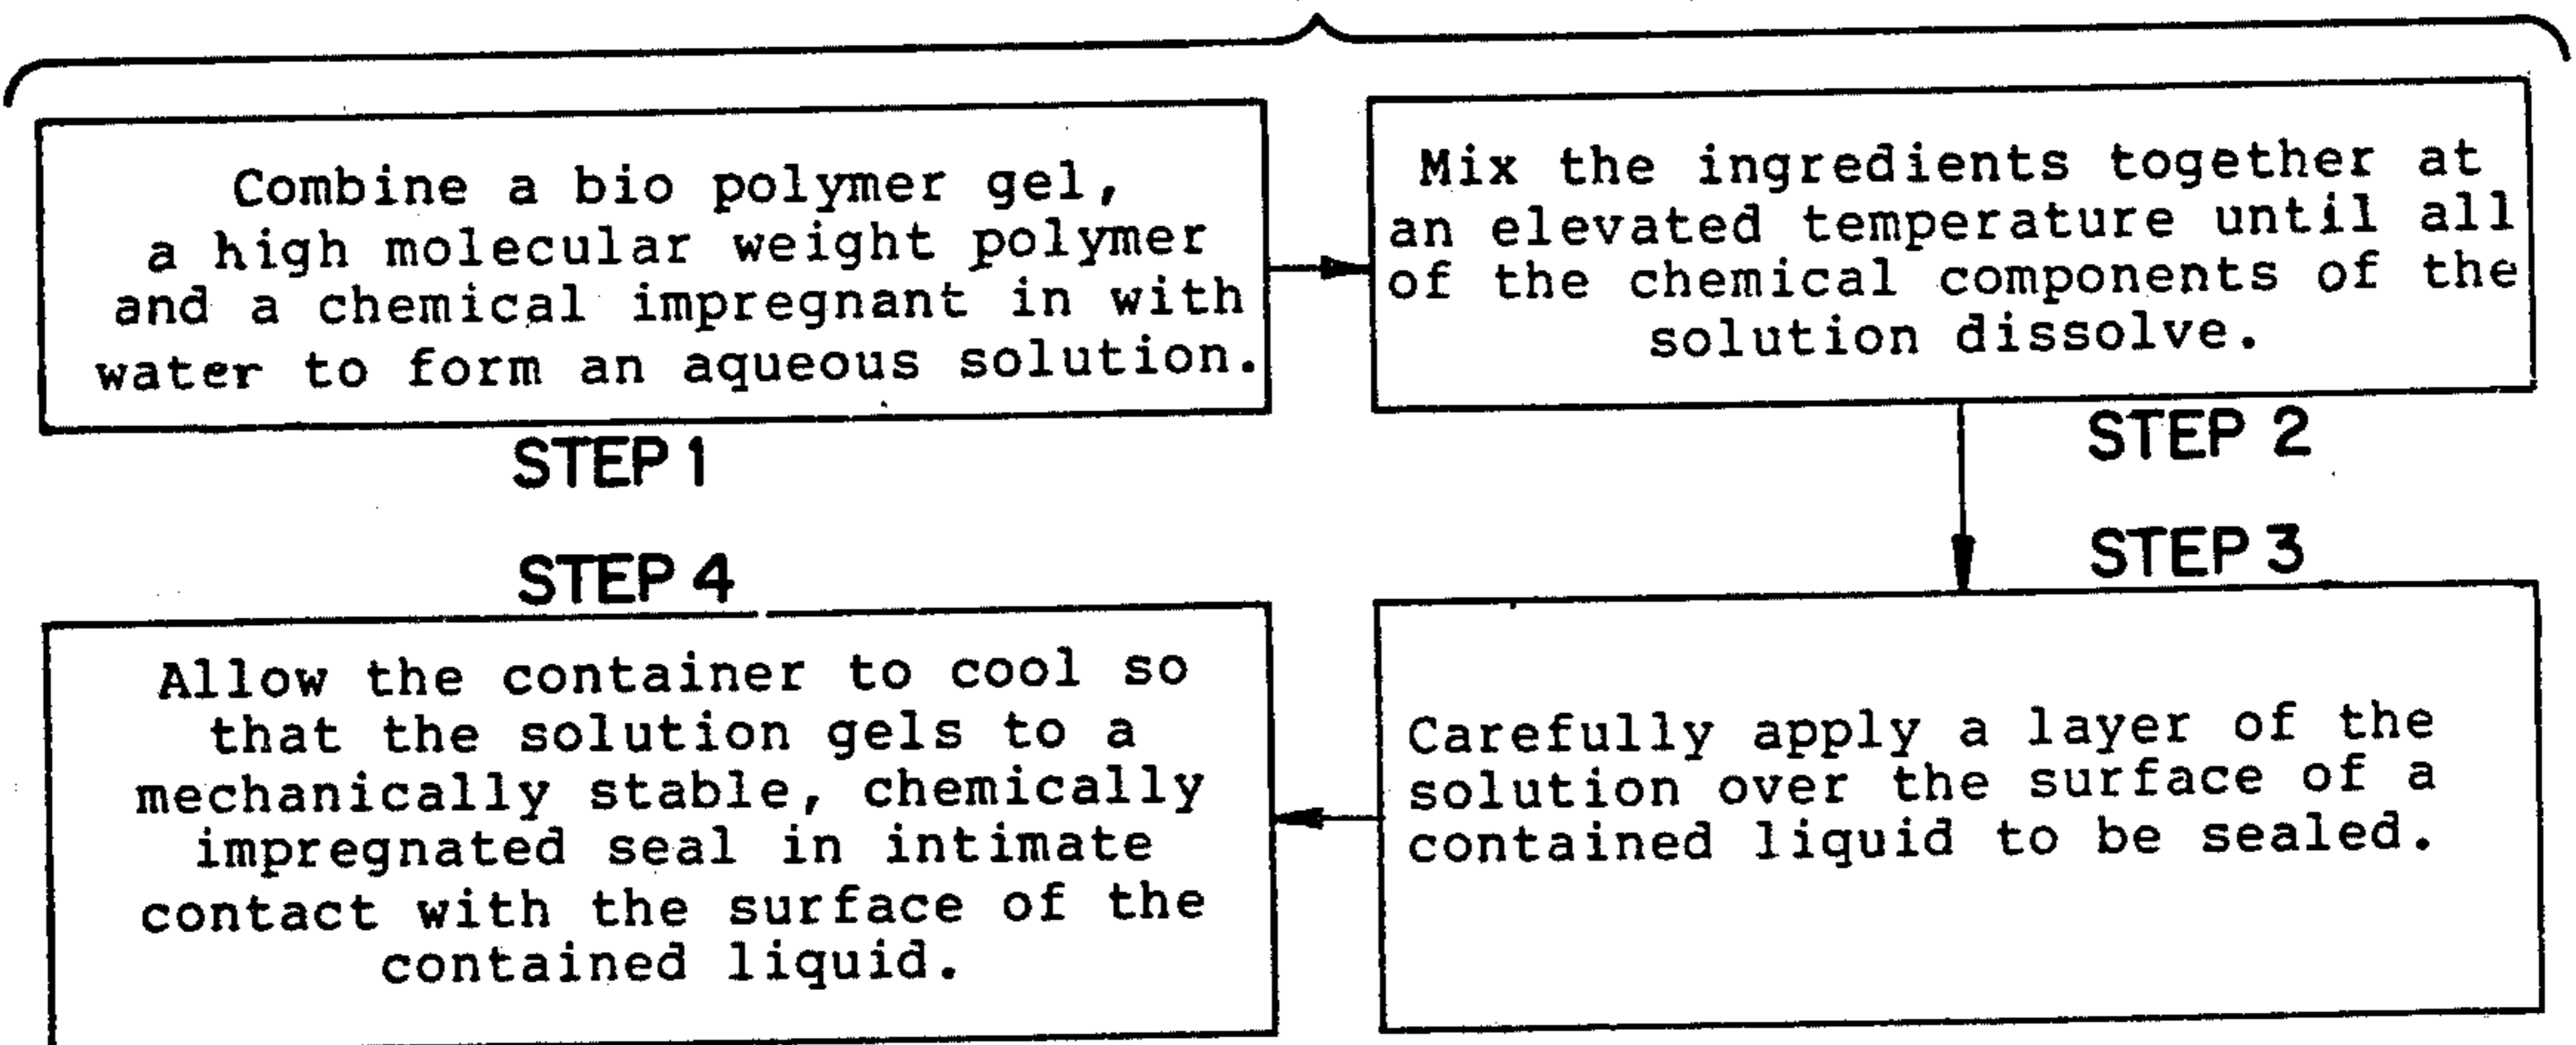 Combine a bio polymer gel,
a high molecular weight polymer
and a chemical impregnant in with
water to form an aqueous solution.
STEP 1
Mix the ingredients together at
an elevated temperature until all
of the chemical components of the
solution dissolve.
STEP 2
STEP 3
Carefully apply a layer of the
solution over the surface of a
contained liquid to be sealed.
STEP 4
Allow the container to cool so
that the solution gels to a
mechanically stable, chemically
impregnated seal in intimate
contact with the surface of the
contained liquid.